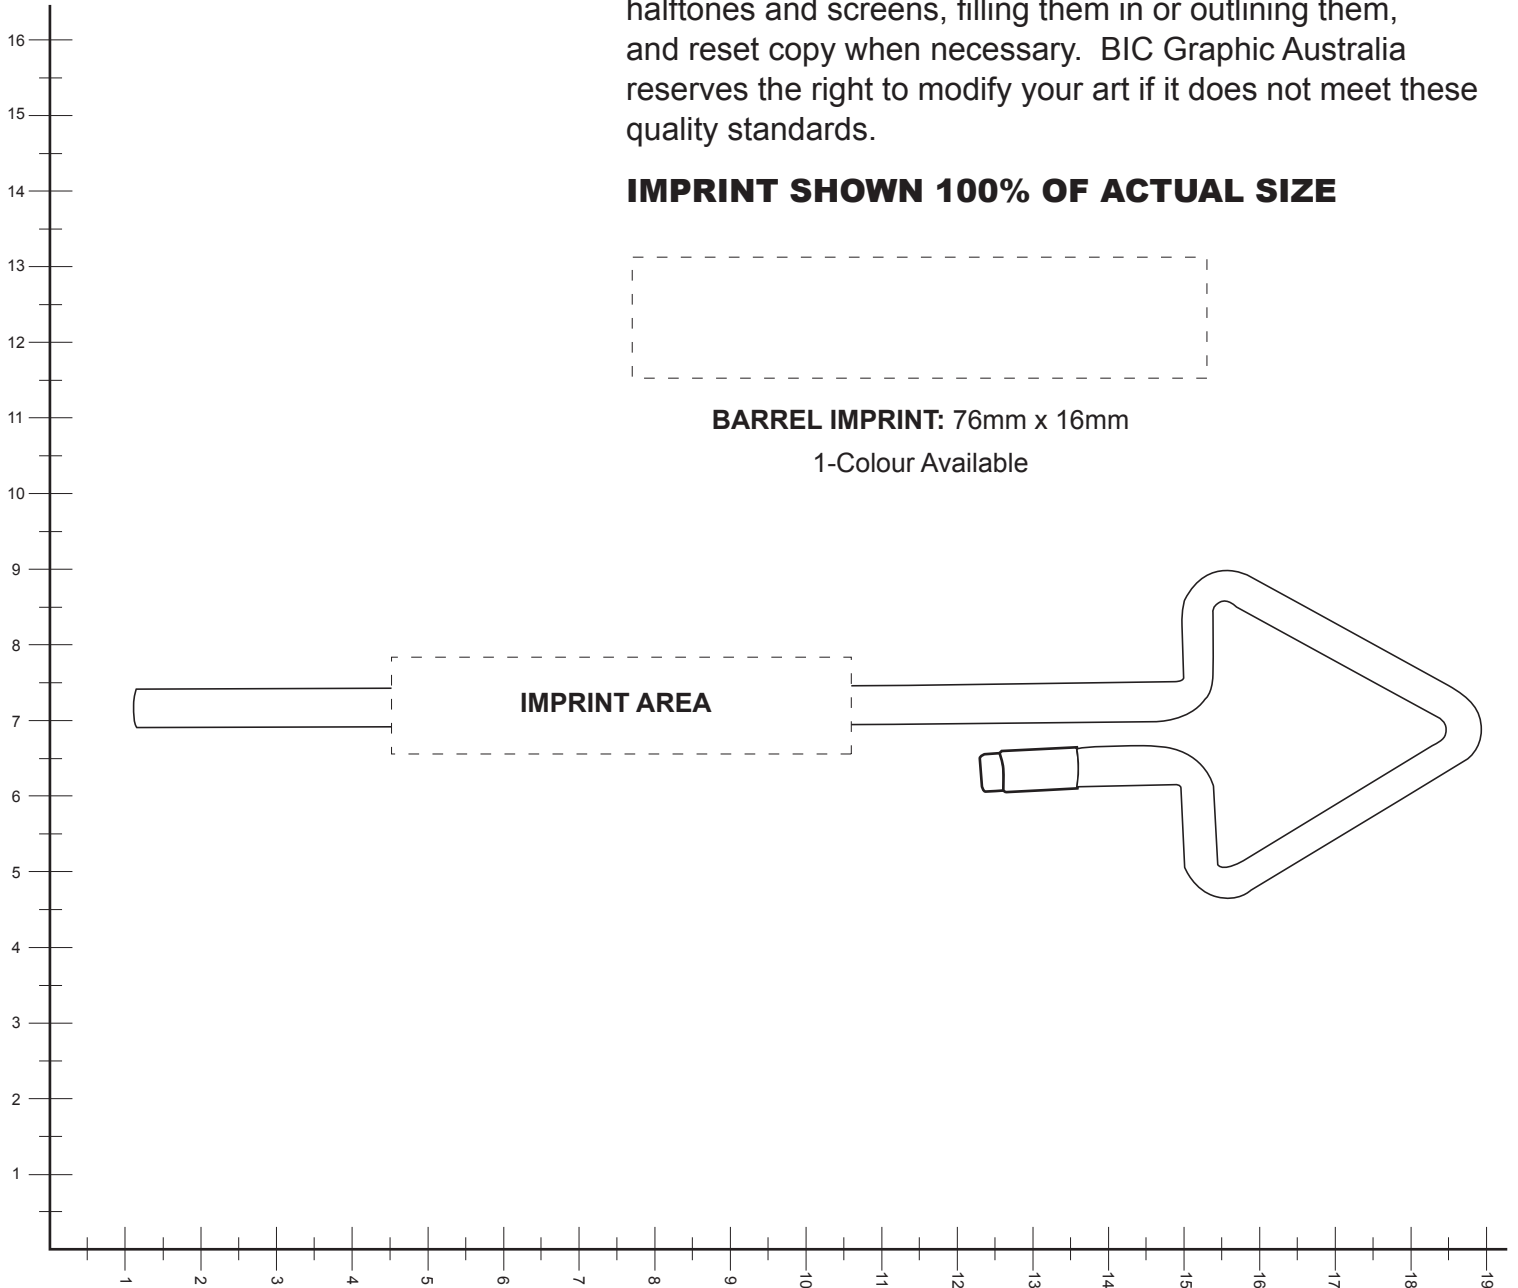 halftones and screens, filling them in or outlining them,
and reset copy when necessary.  BIC Graphic Australia
reserves the right to modify your art if it does not meet these
quality standards.
IMPRINT SHOWN 100% OF ACTUAL SIZE
BARREL IMPRINT: 76mm x 16mm
1-Colour Available
IMPRINT AREA
16
15
14
13
12
11
10
9
8
7
6
5
4
3
2
1
1 2 3 4 5 6 7 8 9 10 11 12 13 14 15 16 17 18 19